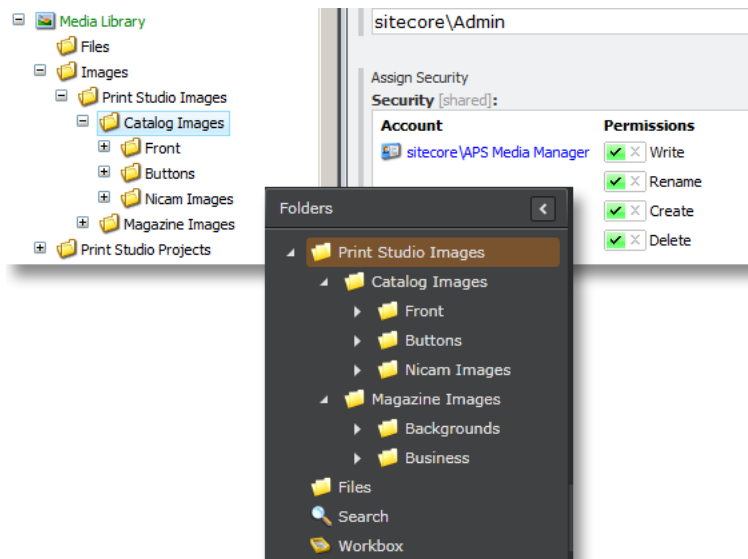 Media Library
Files
Images
Print Studio Images
Catalog Images
Front
Buttons
Nicam Images
Magazine Images
Print Studio Projects
sitecore\Admin
Assign Security
Security [shared]:
Account Permissions
sitecore\APS Media Manager Write
Rename
Create
Delete
Folders
Print Studio Images
Catalog Images
Front
Buttons
Nicam Images
Magazine Images
Backgrounds
Business
Files
Search
Workbox